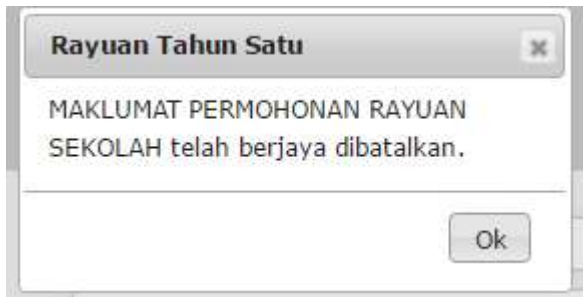 Rayuan Tahun Satu
MAKLUMAT PERMOHONAN RAYUAN
SEKOLAH telah berjaya dibatalkan.
Ok